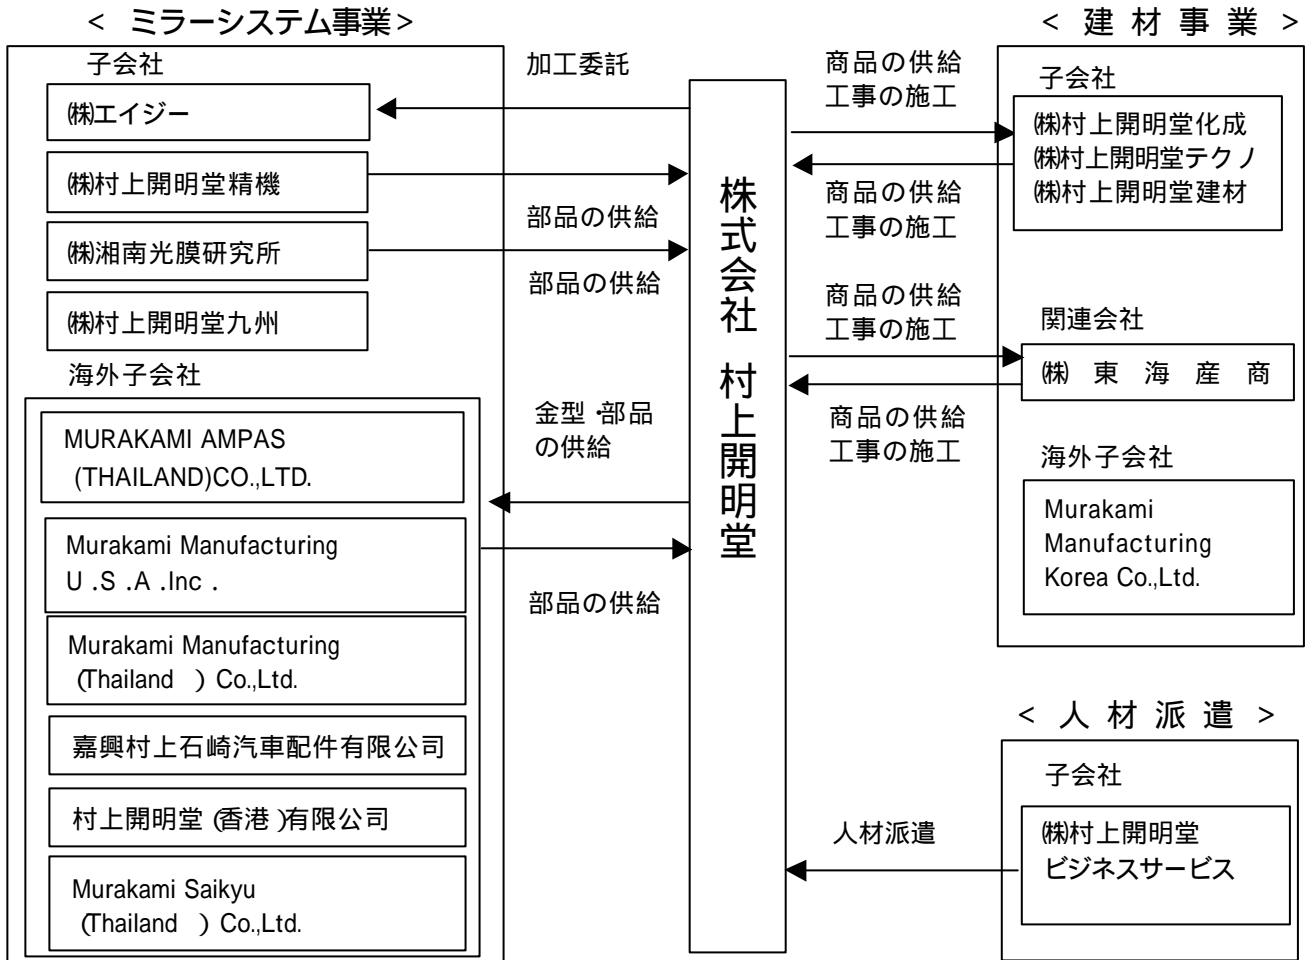 < ミラーシステム事業>
子会社
㈱エイジー
㈱村上開明堂精機
㈱湘南光膜研究所
㈱村上開明堂九州
海外子会社
MURAKAMI AMPAS
(THAILAND)CO.,LTD.
Murakami Manufacturing
U .S .A .Inc .
Murakami Manufacturing
(Thailand ) Co.,Ltd.
嘉興村上石崎汽車配件有限公司
村上開明堂(香港)有限公司
Murakami Saikyu
(Thailand ) Co.,Ltd.
加工委託
部品の供給
部品の供給
金型・部品
の供給
部品の供給
株式会社 村上開明堂
商品の供給
工事の施工
商品の供給
工事の施工
商品の供給
工事の施工
商品の供給
工事の施工
人材派遣
< 建 材 事 業 >
子会社
㈱村上開明堂化成
㈱村上開明堂テクノ
㈱村上開明堂建材
関連会社
㈱ 東 海 産 商
海外子会社
Murakami
Manufacturing
Korea Co.,Ltd.
< 人 材 派 遣 >
子会社
㈱村上開明堂
ビジネスサービス